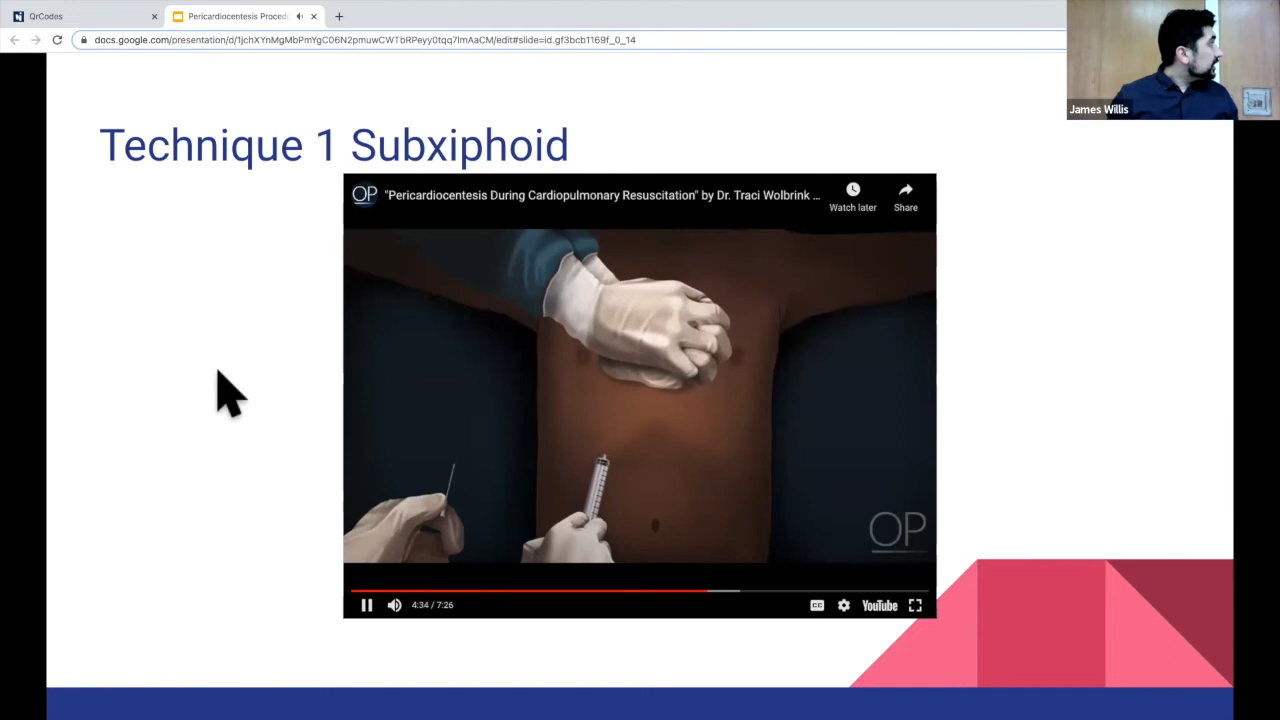 QrCodes
Pericardiocentesis Proced
docs.google.com/presentation/d/1jchXYnMgMbPmYgC06N2pmuwCWTbRPeyy0tqq7ImAaCM/edit#slide=id.gf3bcb1169f_0_14
James Willis
Technique 1 Subxiphoid
OP "Pericardiocentesis During Cardiopulmonary Resuscitation" by Dr. Traci Wolbrink ...
Watch later
Share
OP
4:34 / 7:26
CC
YouTube